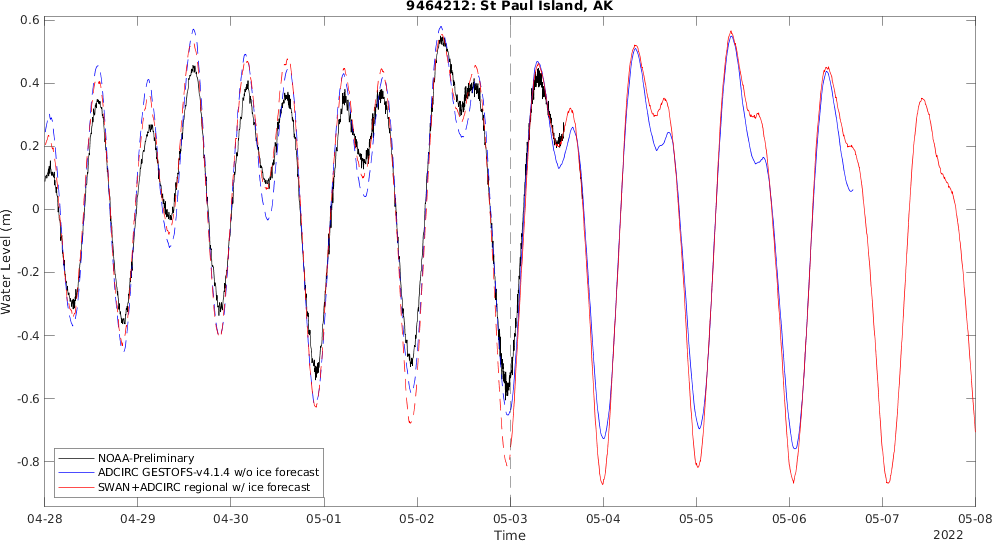 9464212: St Paul Island, AK
0.6
0.4
0.2
0
-0.2
-0.4
-0.6
-0.8
Water Level (m)
NOAA-Preliminary
ADCIRC GESTOFS-v4.1.4 w/o ice forecast
SWAN+ADCIRC regional w/ ice forecast
04-28 04-29 04-30 05-01 05-02 05-03 05-04 05-05 05-06 05-07 05-08
Time
2022